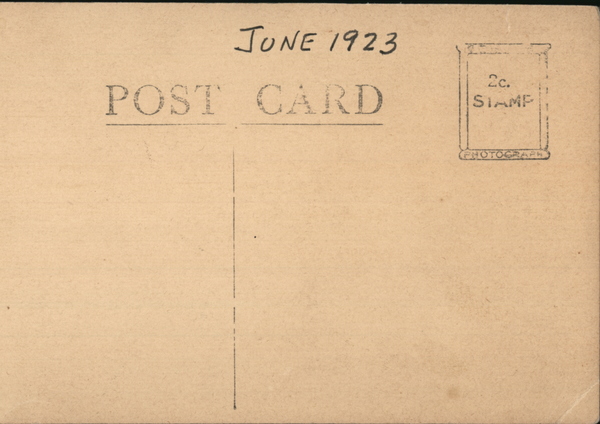 JUNE 1923
POST CARD
2c.
STAMP
PHOTOGRAPH